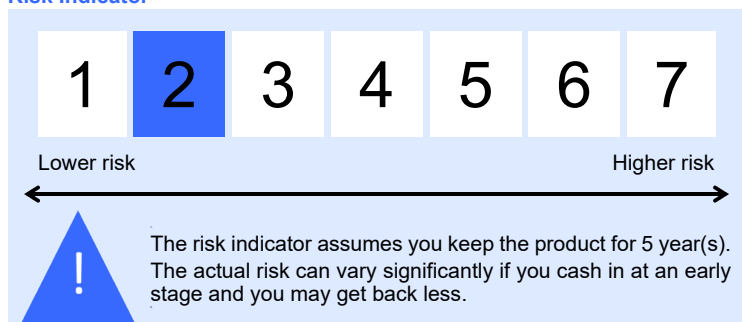 Risk Indicator
1 2 3 4 5 6 7
Lower risk Higher risk
!
The risk indicator assumes you keep the product for 5 year(s).
The actual risk can vary significantly if you cash in at an early
stage and you may get back less.